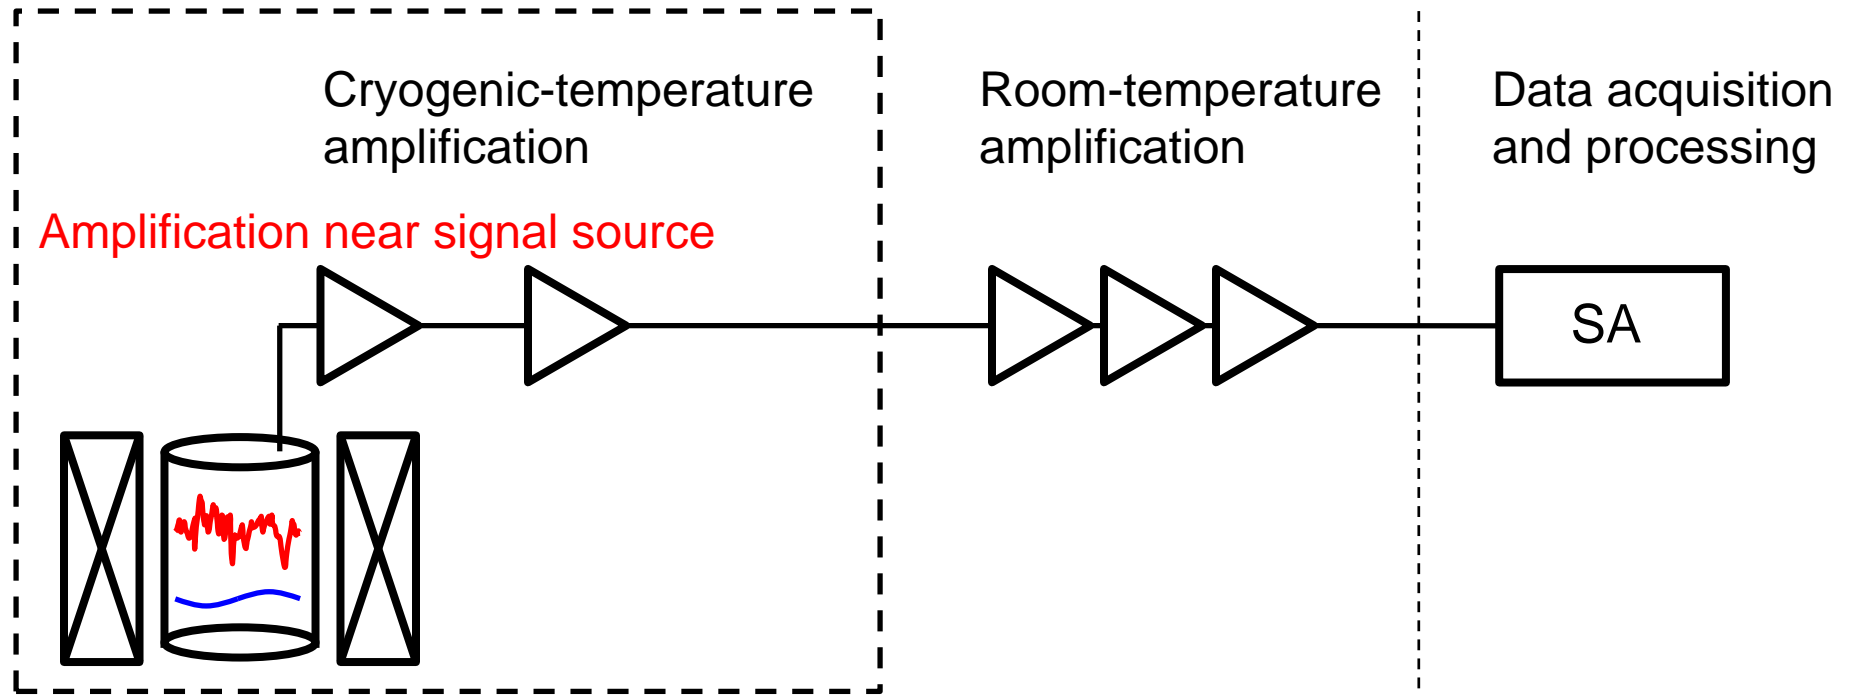 Cryogenic-temperature
amplification
Room-temperature
amplification
Data acquisition
and processing
Amplification near signal source
SA